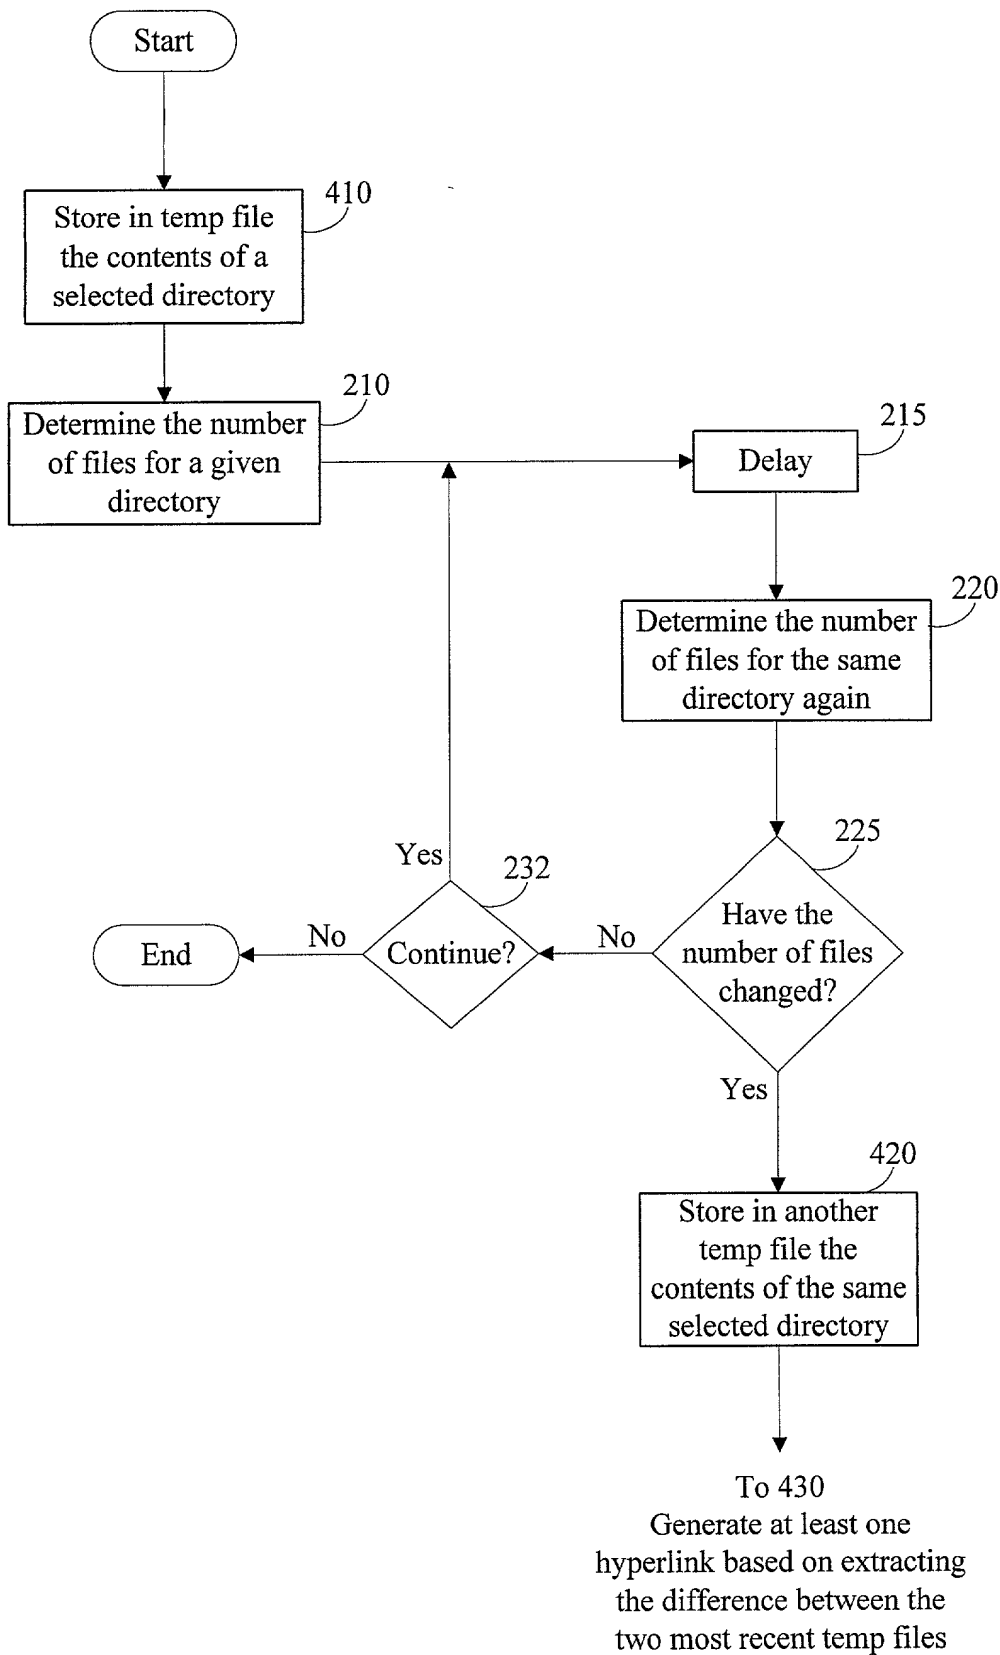 Start
410
Store in temp file
the contents of a
selected directory
210
Determine the number
of files for a given
directory
215
Delay
220
Determine the number
of files for the same
directory again
225
Have the
number of files
changed?
No
Yes
232
Continue?
No
End
Yes
420
Store in another
temp file the
contents of the same
selected directory
To 430
Generate at least one
hyperlink based on extracting
the difference between the
two most recent temp files